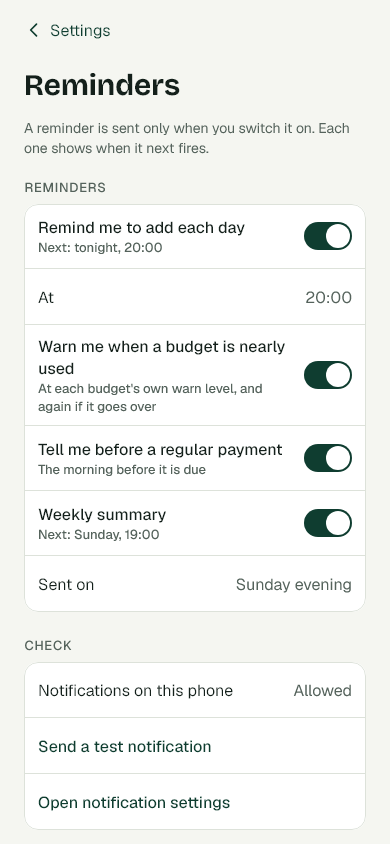 Settings
Reminders
A reminder is sent only when you switch it on. Each
one shows when it next fires.
REMINDERS
Remind me to add each day
Next: tonight, 20:00
At
20:00
Warn me when a budget is nearly
used
At each budget's own warn level, and
again if it goes over
Tell me before a regular payment
The morning before it is due
Weekly summary
Next: Sunday, 19:00
Sent on
Sunday evening
CHECK
Notifications on this phone
Allowed
Send a test notification
Open notification settings